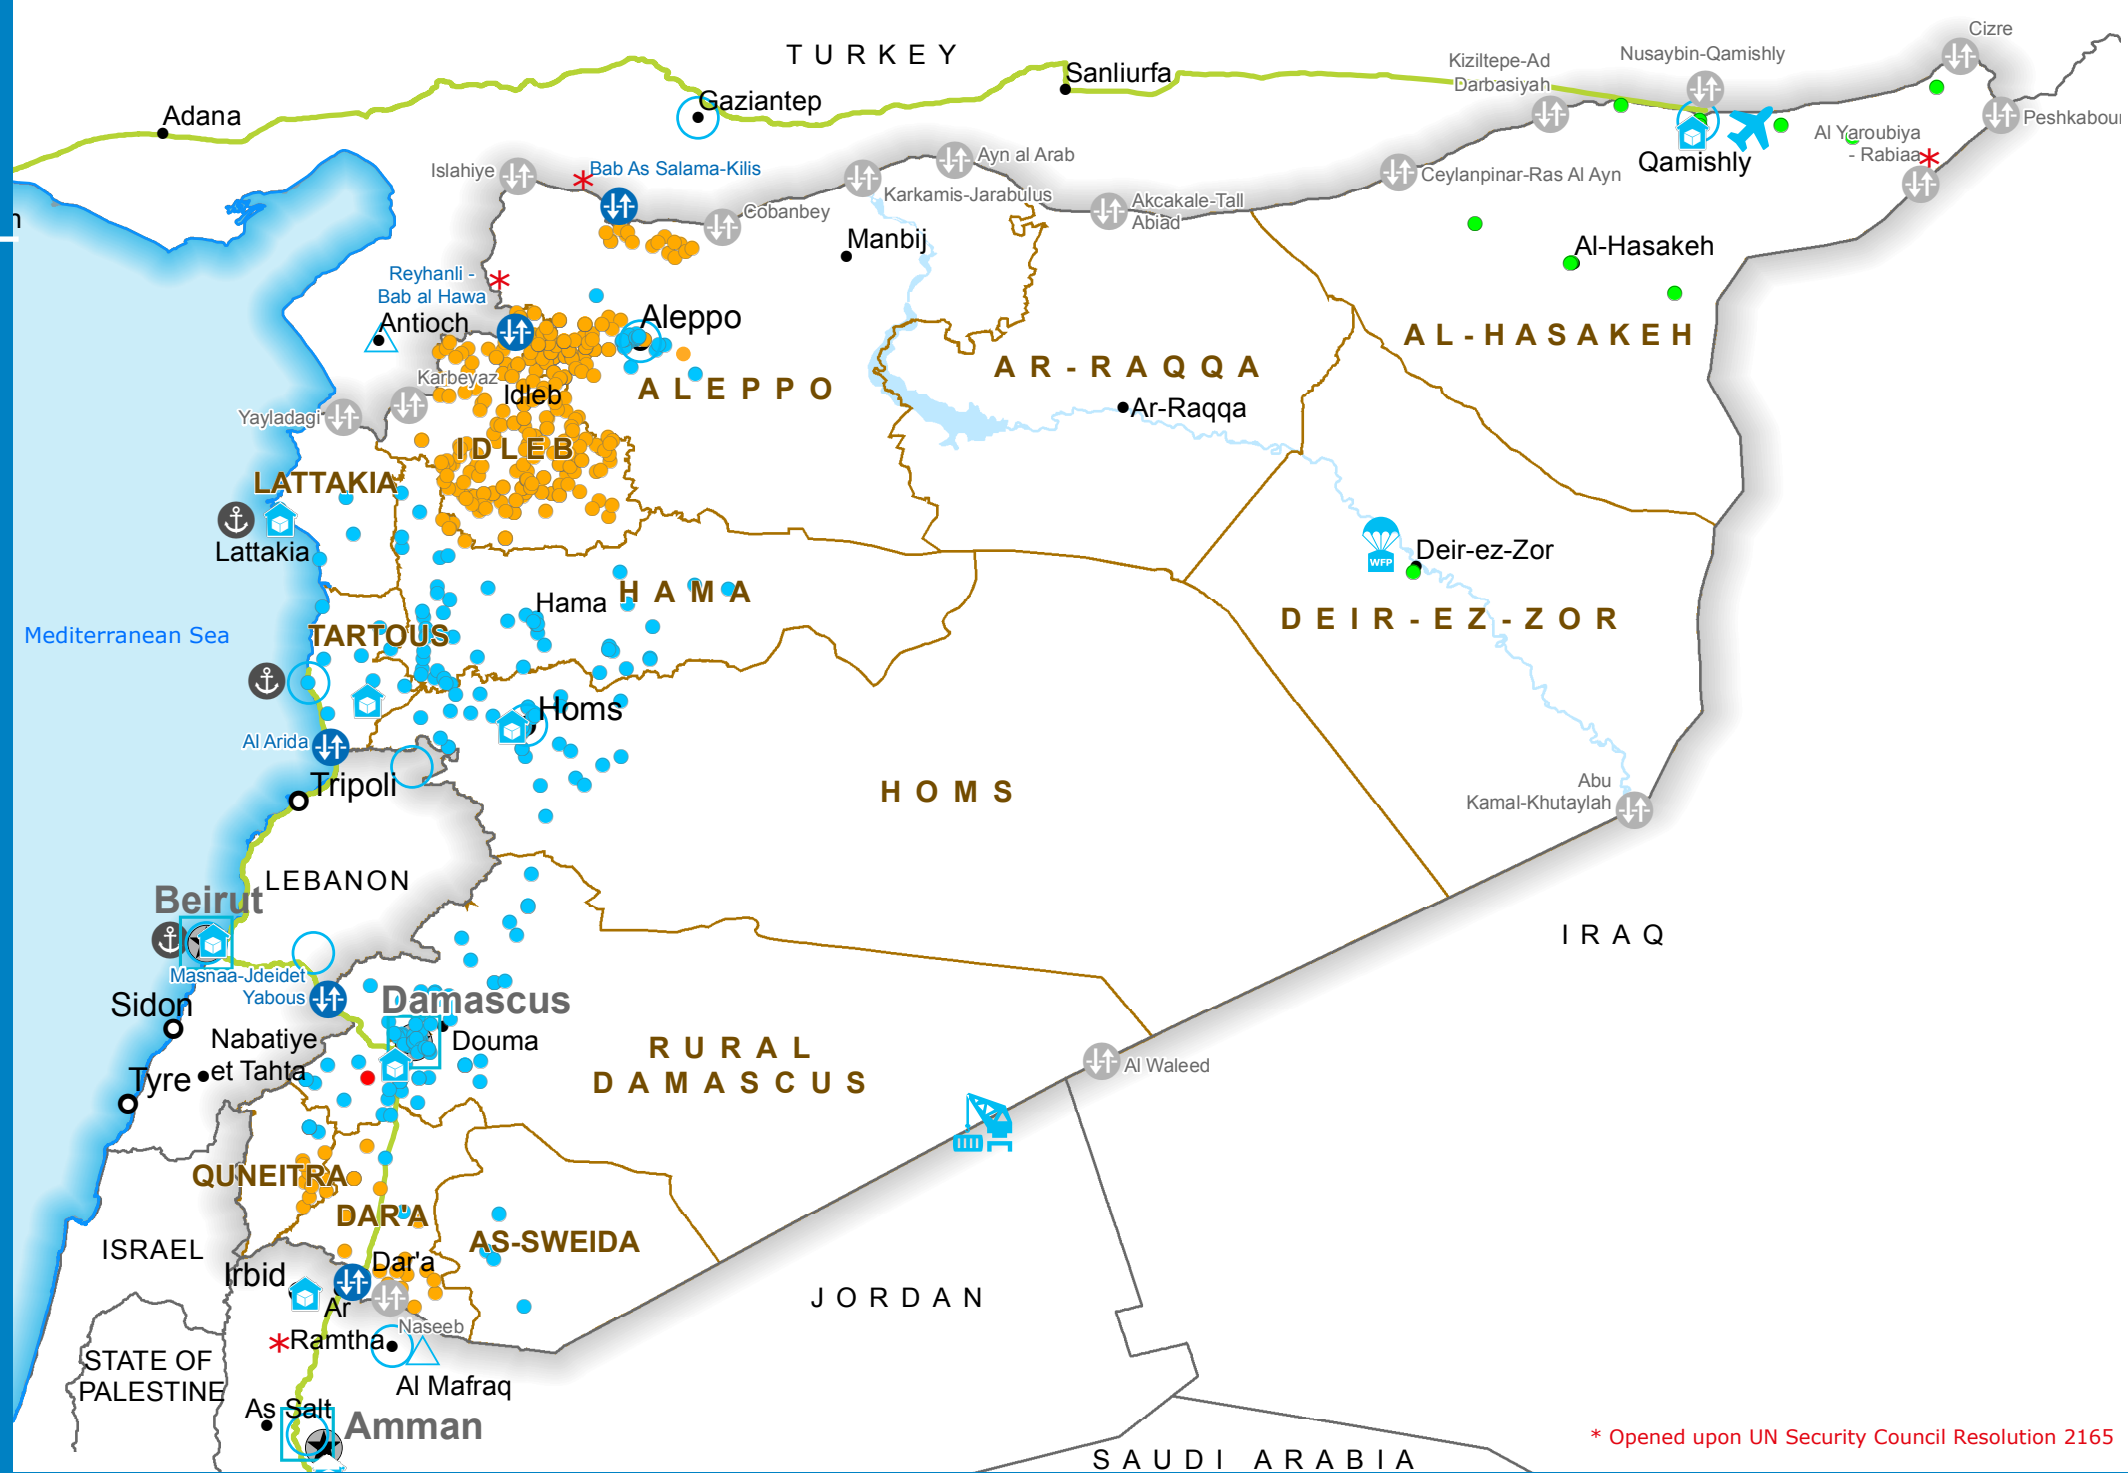 TURKEY
Cizre
Nusaybin-Qamishly
Kiziltepe-Ad
Darbasiyah
Sanliurfa
Gaziantep
Adana
Peshkabour
Al Yaroubiya
- Rabiaa*
Qamishly
Ayn al Arab
Bab As Salama-Kilis
*
Islahiye
Ceylanpinar-Ras Al Ayn
Karkamis-Jarabulus
Akcakale-Tall
Abiad
Cobanbey
Manbij
Al-Hasakeh
Reyhanli -
Bab al Hawa
*
Antioch
Aleppo
AL-HASAKEH
AR-RAQQA
ALEPPO
Karbeyaz
Idleb
Yayladagi
Ar-Raqqa
IDLEB
LATTAKIA
Lattakia
Deir-ez-Zor
WFP
HAMA
Hama
DEIR-EZ-ZOR
Mediterranean Sea
TARTOUS
Homs
Al Arida
Tripoli
HOMS
Abu
Kamal-Khutaylah
LEBANON
Beirut
IRAQ
Masnaa-Jdeidet
Yabous
Damascus
Sidon
Nabatiye
et Tahta
Douma
RURAL
DAMASCUS
Al Waleed
Tyre
QUNEITRA
DAR'A
AS-SWEIDA
ISRAEL
Dar'a
Irbid
JORDAN
Ar
*Ramtha
Naseeb
STATE OF
PALESTINE
Al Mafraq
As Salt
Amman
* Opened upon UN Security Council Resolution 2165
SAUDI ARABIA